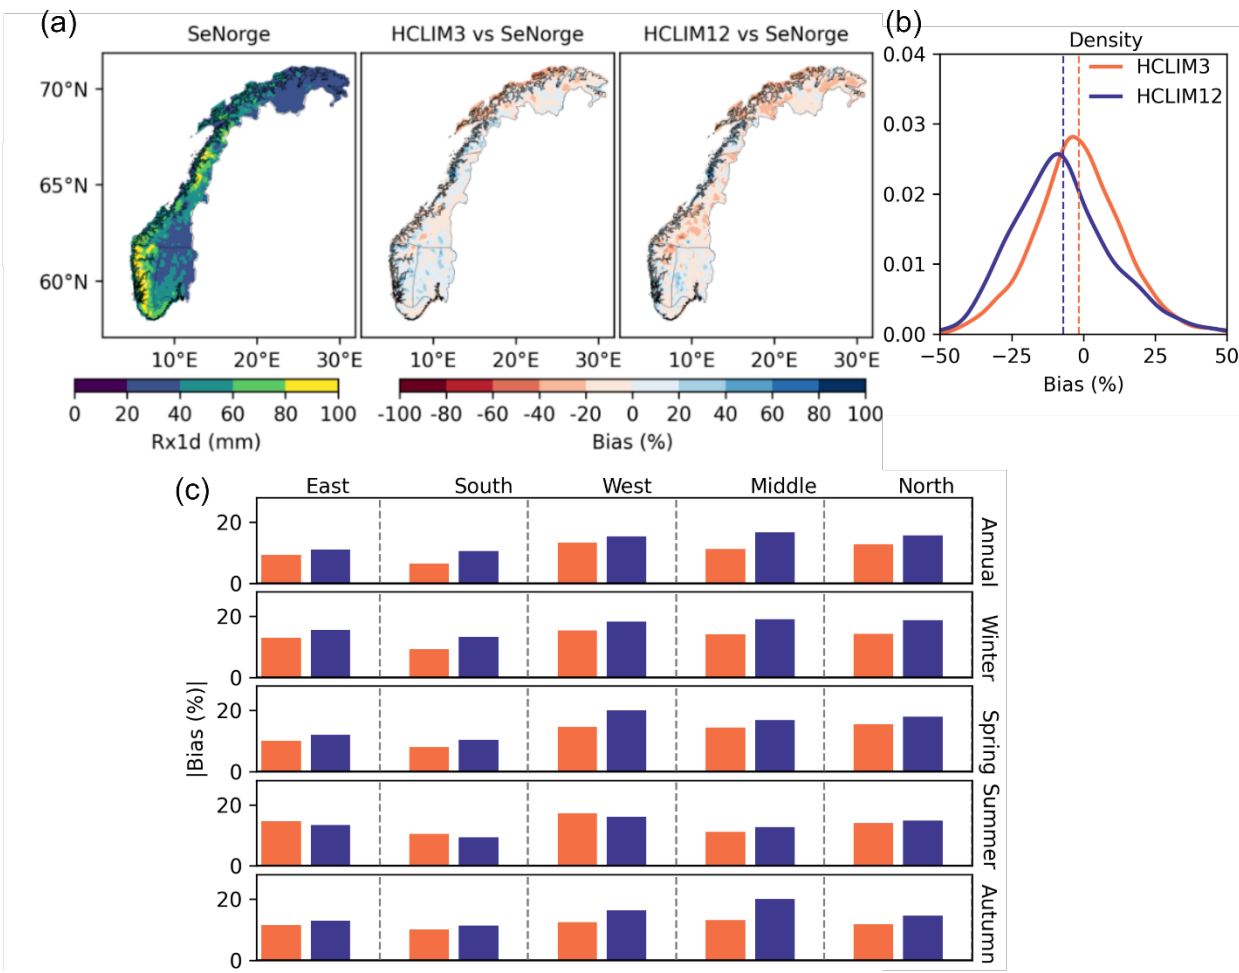 (a)
SeNorge
HCLIM3 vs SeNorge
HCLIM12 vs SeNorge
70°N
65°N
60°N
10°E 20°E 30°E
10°E 20°E 30°E
10°E 20°E 30°E
0 20 40 60 80 100
Rx1d (mm)
-100 -80 -60 -40 -20 0 20 40 60 80 100
Bias (%)
(b)
Density
HCLIM3
HCLIM12
0.04
0.03
0.02
0.01
0.00
−50 −25 0 25 50
Bias (%)
(c)
East South West Middle North
20
0
Annual
20
0
Winter
|Bias (%)|
20
0
Spring
20
0
Summer
20
0
Autumn